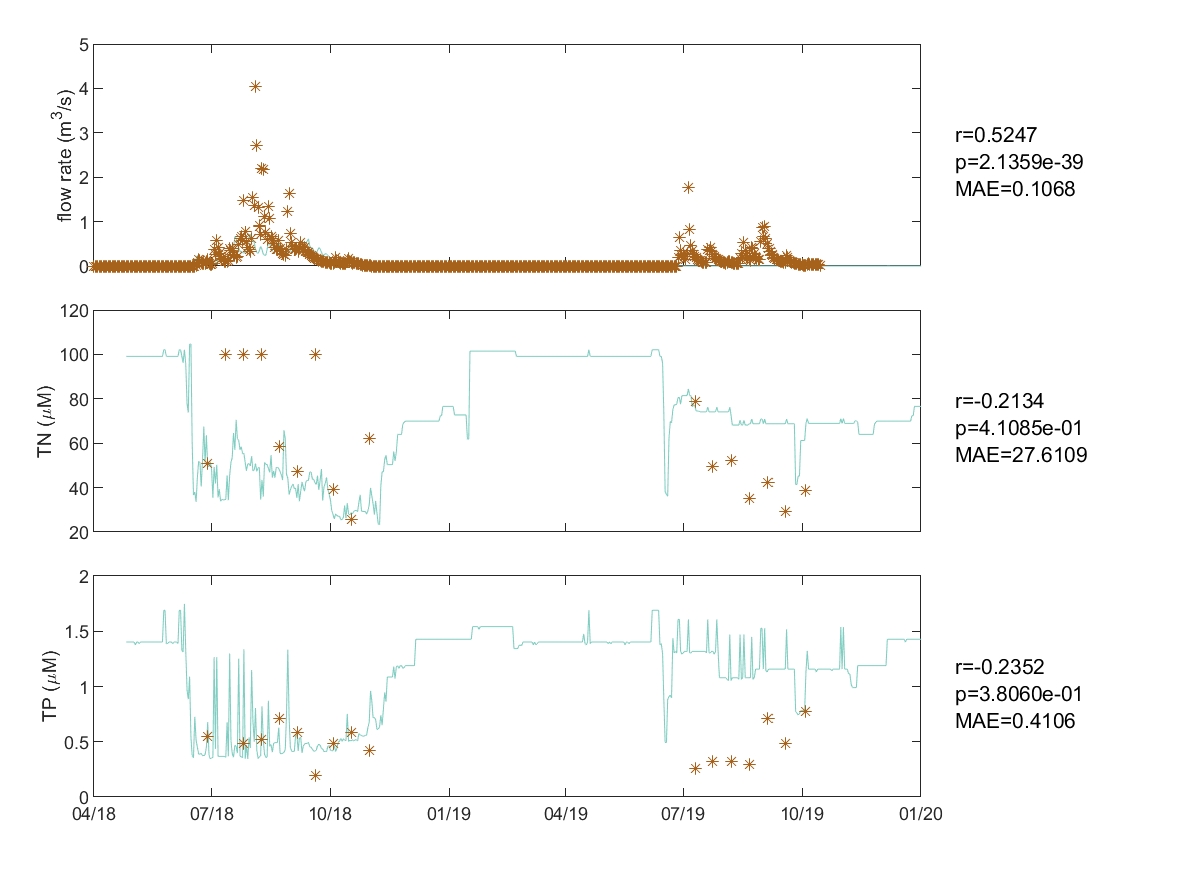 5
4
3
2
1
0
flow rate (m³/s)
r=0.5247
p=2.1359e-39
MAE=0.1068
120
100
80
60
40
20
TN (μM)
r=-0.2134
p=4.1085e-01
MAE=27.6109
2
1.5
1
0.5
0
TP (μM)
r=-0.2352
p=3.8060e-01
MAE=0.4106
04/18 07/18 10/18 01/19 04/19 07/19 10/19 01/20